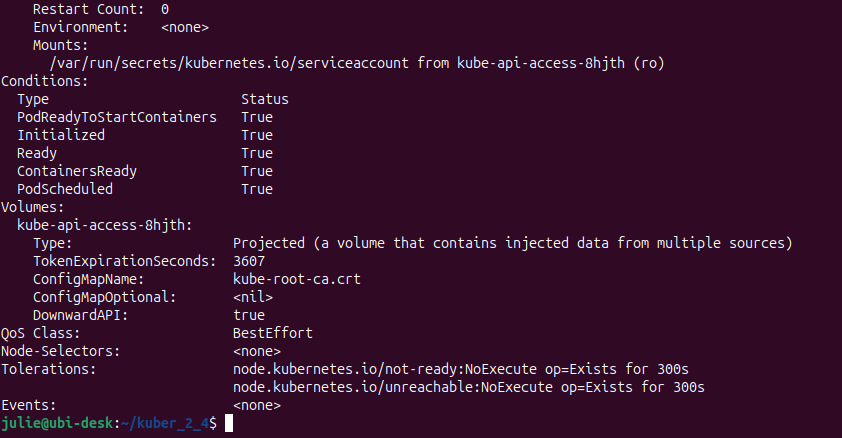 Restart Count:  0
Environment:    <none>
Mounts:
/var/run/secrets/kubernetes.io/serviceaccount from kube-api-access-8hjth (ro)
Conditions:
Type                        Status
PodReadyToStartContainers   True
Initialized                 True
Ready                       True
ContainersReady             True
PodScheduled                True
Volumes:
kube-api-access-8hjth:
Type:                    Projected (a volume that contains injected data from multiple sources)
TokenExpirationSeconds:  3607
ConfigMapName:           kube-root-ca.crt
ConfigMapOptional:       <nil>
DownwardAPI:             true
QoS Class:                   BestEffort
Node-Selectors:              <none>
Tolerations:                 node.kubernetes.io/not-ready:NoExecute op=Exists for 300s
node.kubernetes.io/unreachable:NoExecute op=Exists for 300s
Events:                      <none>
julie@ubi-desk:~/kuber_2_4$